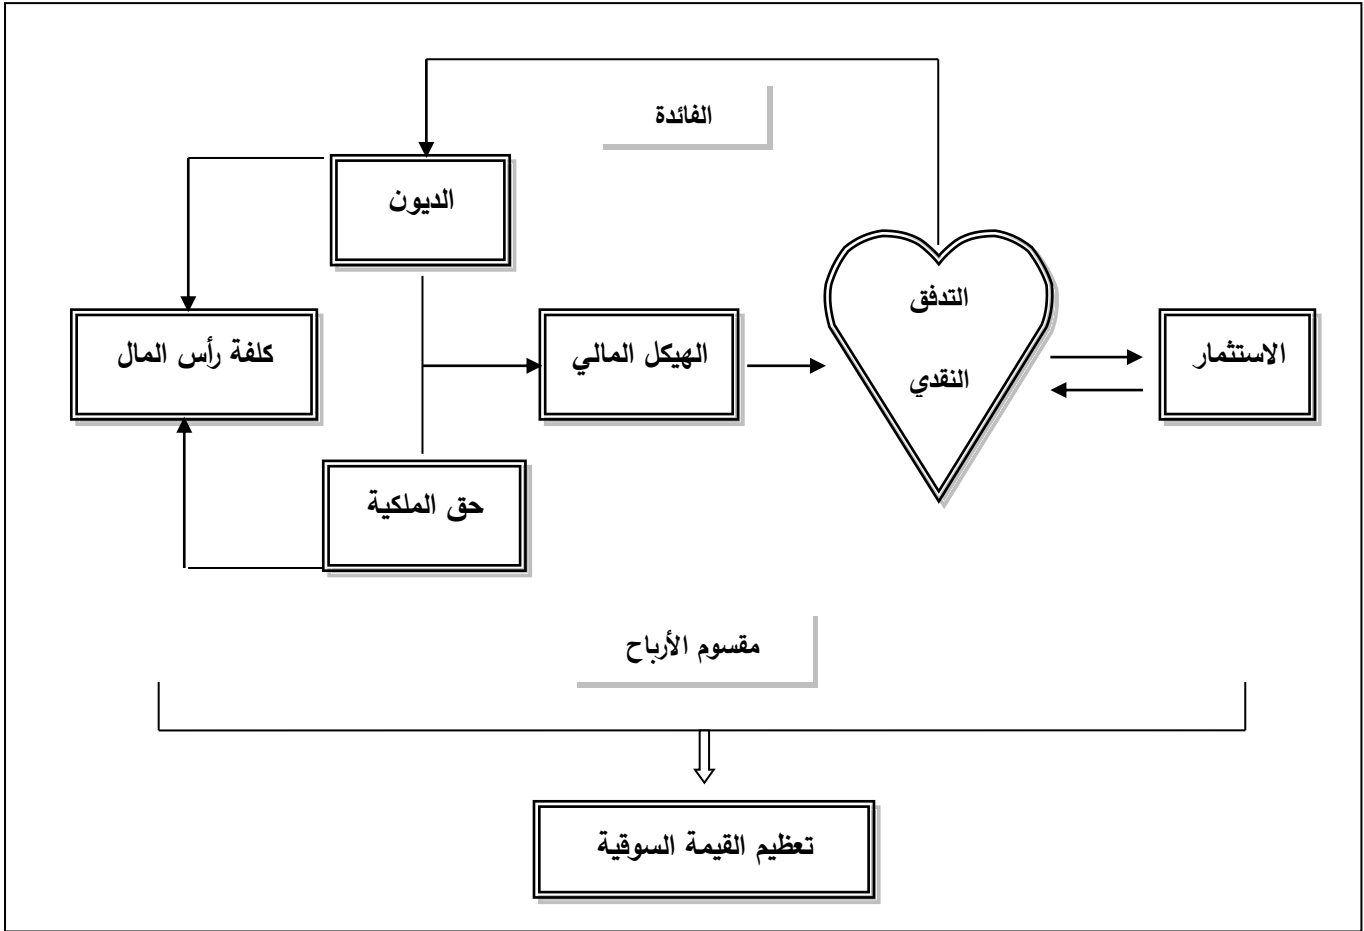 الفائدة
الديون
التدفق
النقدي
كلفة رأس المال
الهيكل المالي
الاستثمار
حق الملكية
مقسوم الأرباح
تعظيم القيمة السوقية